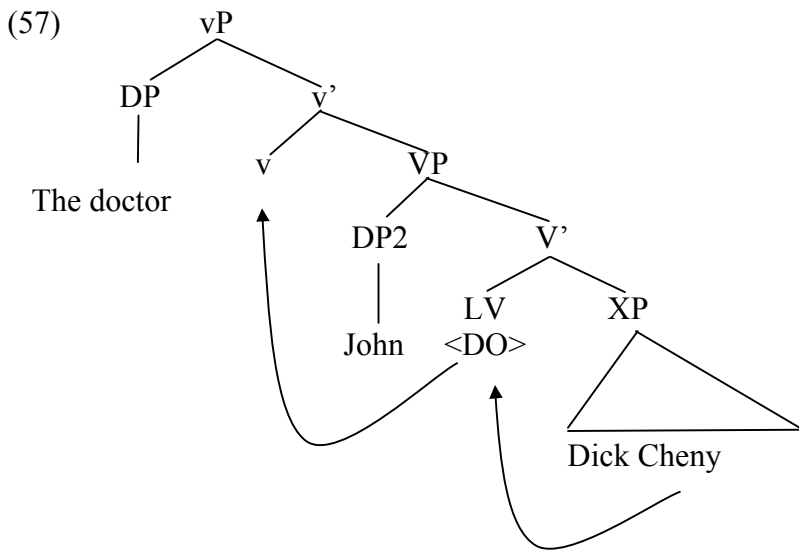 (57) vP
DP v’
v VP
The doctor
DP2 V’
LV XP
John <DO>
Dick Cheny